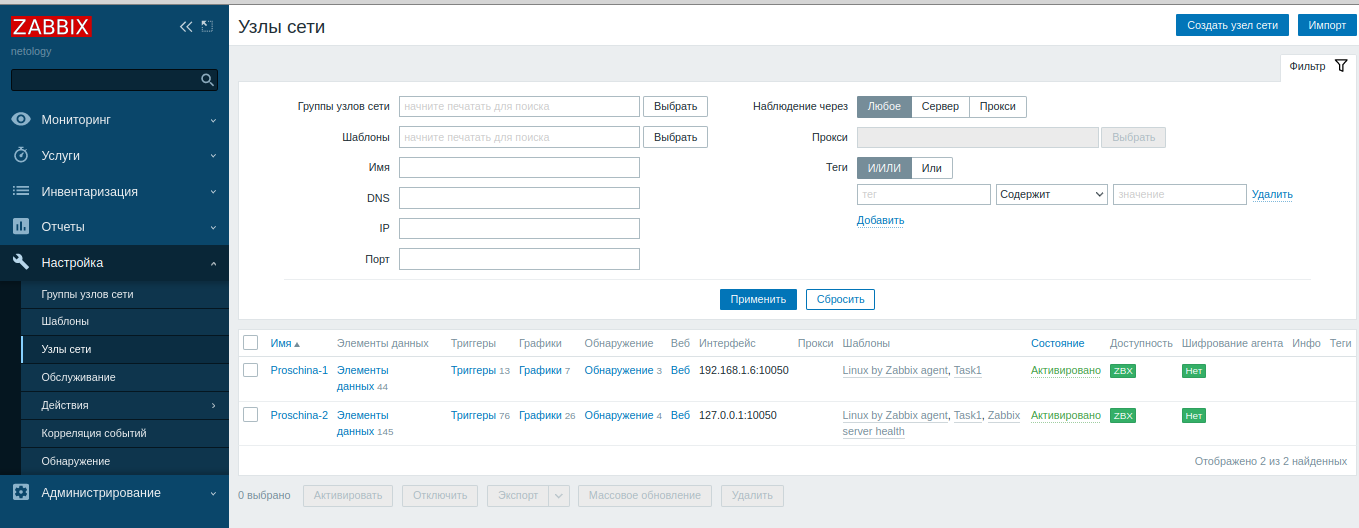 ZABBIX
netology
Мониторинг
Услуги
Инвентаризация
Отчеты
Настройка
Группы узлов сети
Шаблоны
Узлы сети
Обслуживание
Действия
Корреляция событий
Обнаружение
Администрирование
Узлы сети
Создать узел сети Импорт
Фильтр
Группы узлов сети начните печатать для поиска Выбрать
Шаблоны начните печатать для поиска Выбрать
Имя
DNS
IP
Порт
Наблюдение через Любое Сервер Прокси
Прокси Выбрать
Теги И/ИЛИ Или
тег Содержит значение Удалить
Добавить
Применить Сбросить
Имя Элементы данных Триггеры Графики Обнаружение Веб Интерфейс Прокси Шаблоны Состояние Доступность Шифрование агента Инфо Теги
Proschina-1 Элементы Триггеры 13 Графики 7 Обнаружение 3 Веб 192.168.1.6:10050 Linux by Zabbix agent, Task1 Активировано ZBX Нет
данных 44
Proschina-2 Элементы Триггеры 76 Графики 26 Обнаружение 4 Веб 127.0.0.1:10050 Linux by Zabbix agent, Task1, Zabbix Активировано ZBX Нет
данных 145 server health
Отображено 2 из 2 найденных
0 выбрано Активировать Отключить Экспорт Массовое обновление Удалить